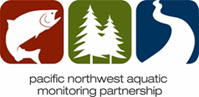 pacific northwest aquatic
monitoring partnership